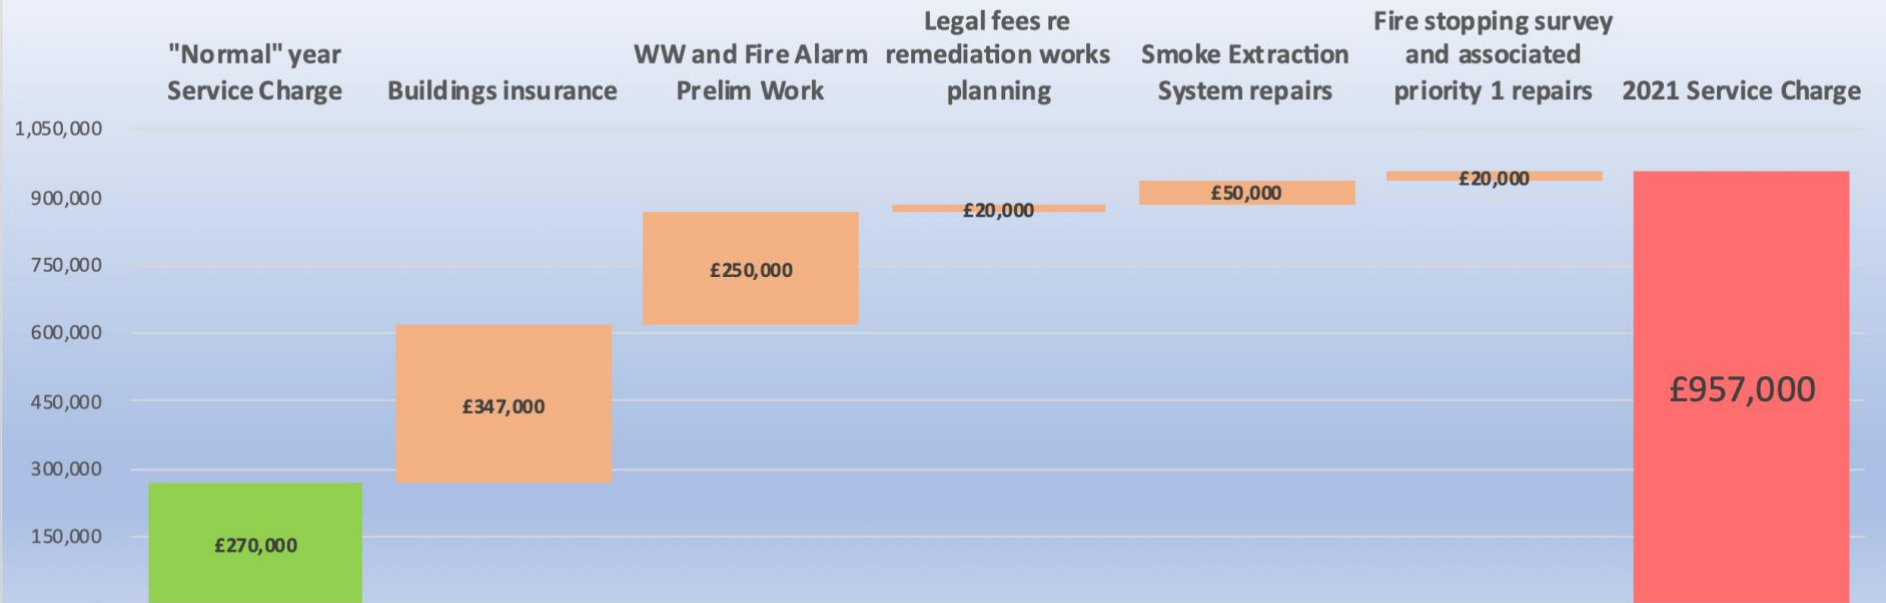 "Normal" year
Service Charge
Buildings insurance
WW and Fire Alarm
Prelim Work
Legal fees re
remediation works
planning
Smoke Extraction
System repairs
Fire stopping survey
and associated
priority 1 repairs
2021 Service Charge
1,050,000
900,000
750,000
600,000
450,000
300,000
150,000
£270,000
£347,000
£250,000
£20,000
£50,000
£20,000
£957,000